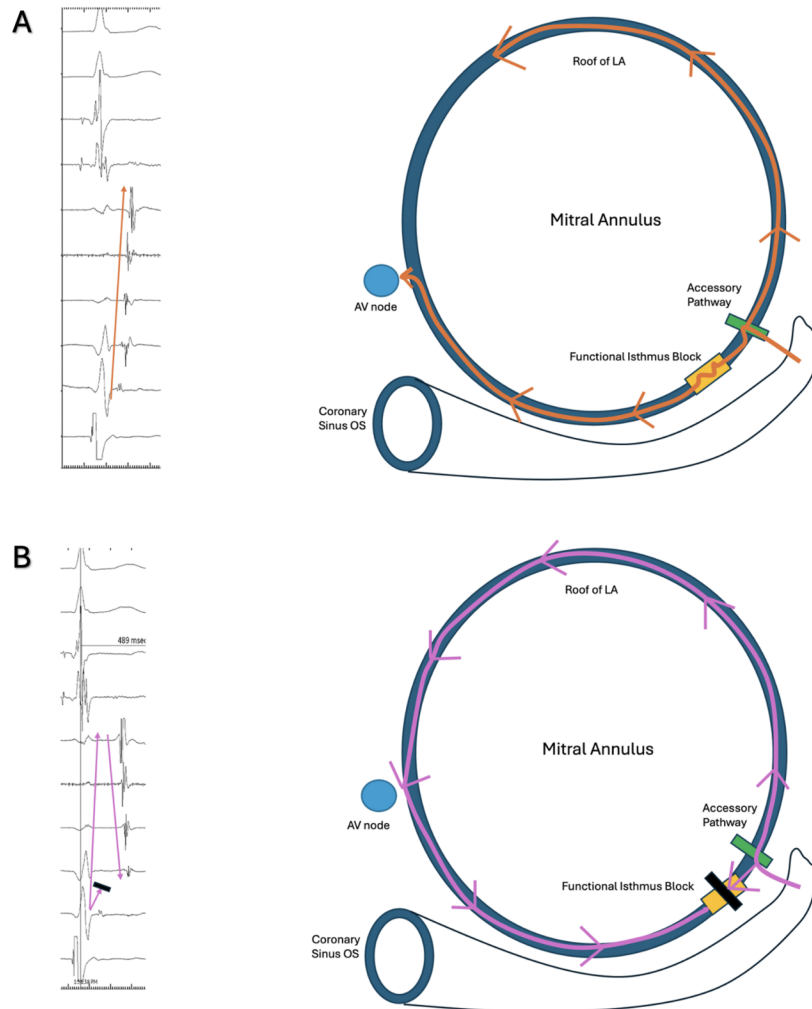 A
Roof of LA
Mitral Annulus
Accessory
Pathway
AV node
Functional Isthmus Block
Coronary
Sinus OS
B
489 msec
Roof of LA
Mitral Annulus
AV node
Accessory
Pathway
Functional Isthmus Block
Coronary
Sinus OS